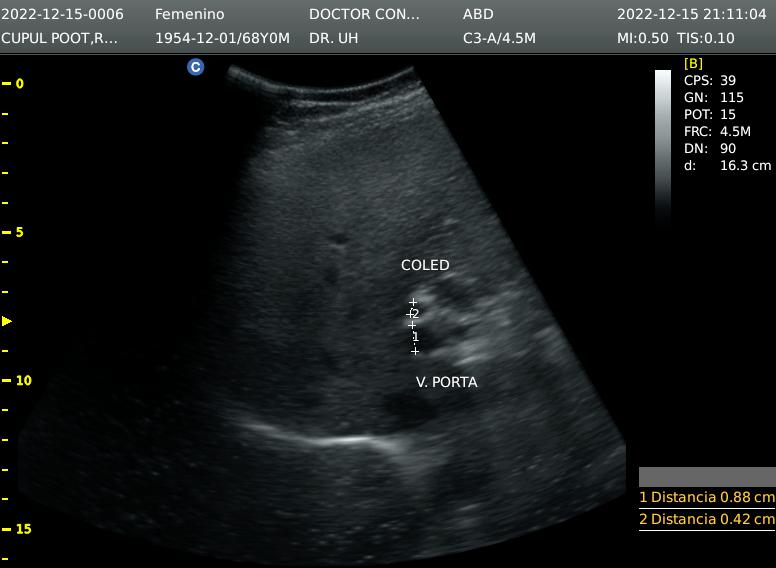 2022-12-15-0006 Femenino DOCTOR CON... ABD 2022-12-15 21:11:04
CUPUL POOT,R... 1954-12-01/68Y0M DR. UH C3-A/4.5M MI:0.50 TIS:0.10
C
[B]
CPS: 39
GN: 115
POT: 15
FRC: 4.5M
DN: 90
d: 16.3 cm
0
5
10
15
COLED
2
1
V. PORTA
1 Distancia 0.88 cm
2 Distancia 0.42 cm